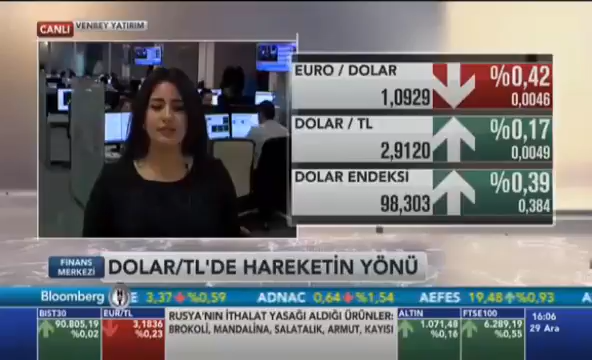 CANLI VENBEY YATIRIM
EURO / DOLAR %0,42
1,0929 0,0046
DOLAR / TL %0,17
2,9120 0,0049
DOLAR ENDEKSİ %0,39
98,303 0,384
FİNANS
MERKEZİ
DOLAR/TL'DE HAREKETİN YÖNÜ
Bloomberg E 3,37 %0,59 ADNAC 0,64 %1,54 AEFES 19,48 %0,93
BIST30 EUR/TL RUSYA'NIN İTHALAT YASAĞI ALDIĞI ÜRÜNLER: ALTIN FTSE100 16:06
90.805,19 3,1836 BROKOLİ, MANDALİNA, SALATALIK, ARMUT, KAYISI 1.071,48 6.289,19 29 Ara
%0,02 %0,23 %0,16 %0,55